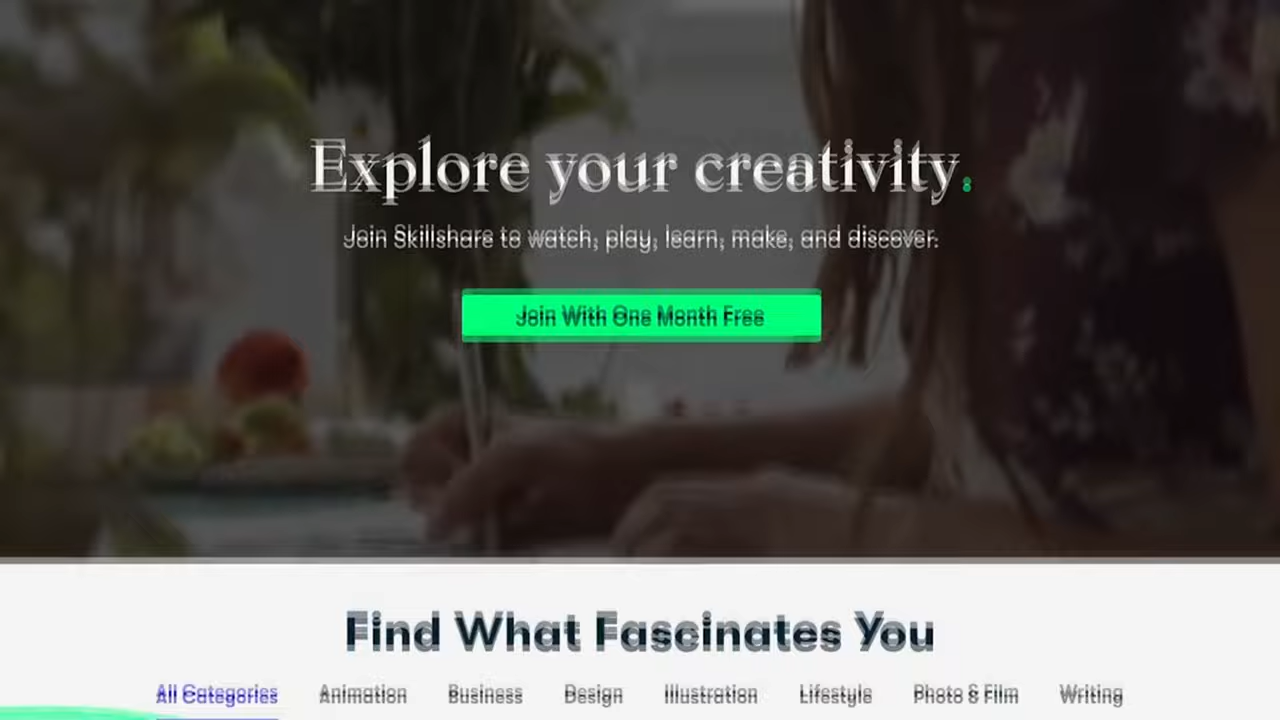 Explore your creativity.
Join Skillshare to watch, play, learn, make, and discover.
Join With One Month Free
Find What Fascinates You
All Categories Animation Business Design Illustration Lifestyle Photo & Film Writing